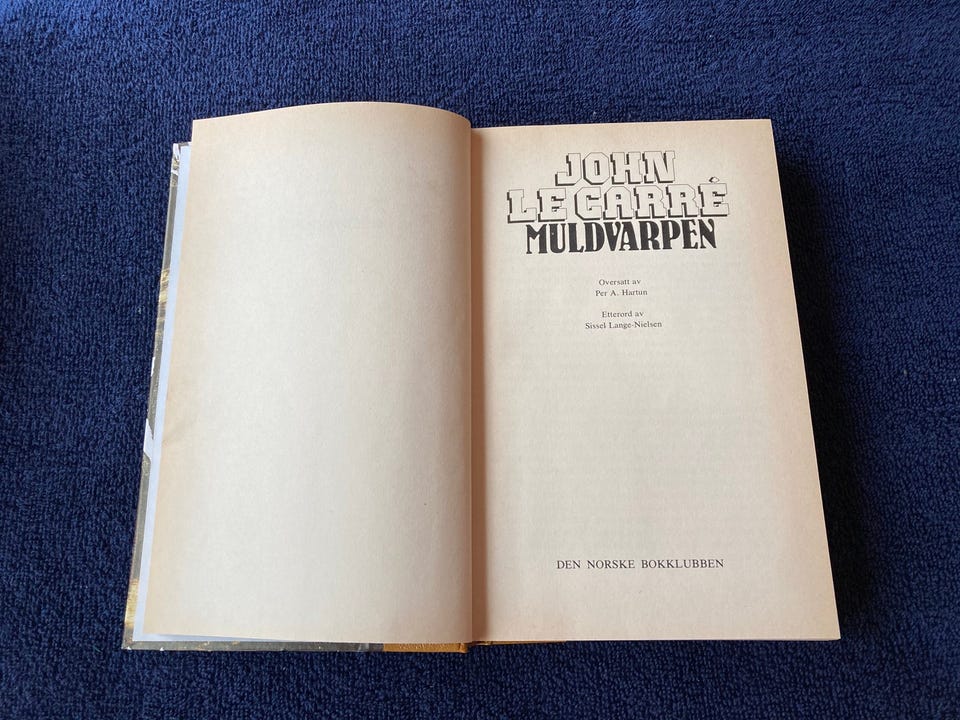 JOHN
LE CARRÉ
MULDVARPEN
Oversatt av
Per A. Hartun
Etterord av
Sissel Lange-Nielsen
DEN NORSKE BOKKLUBBEN